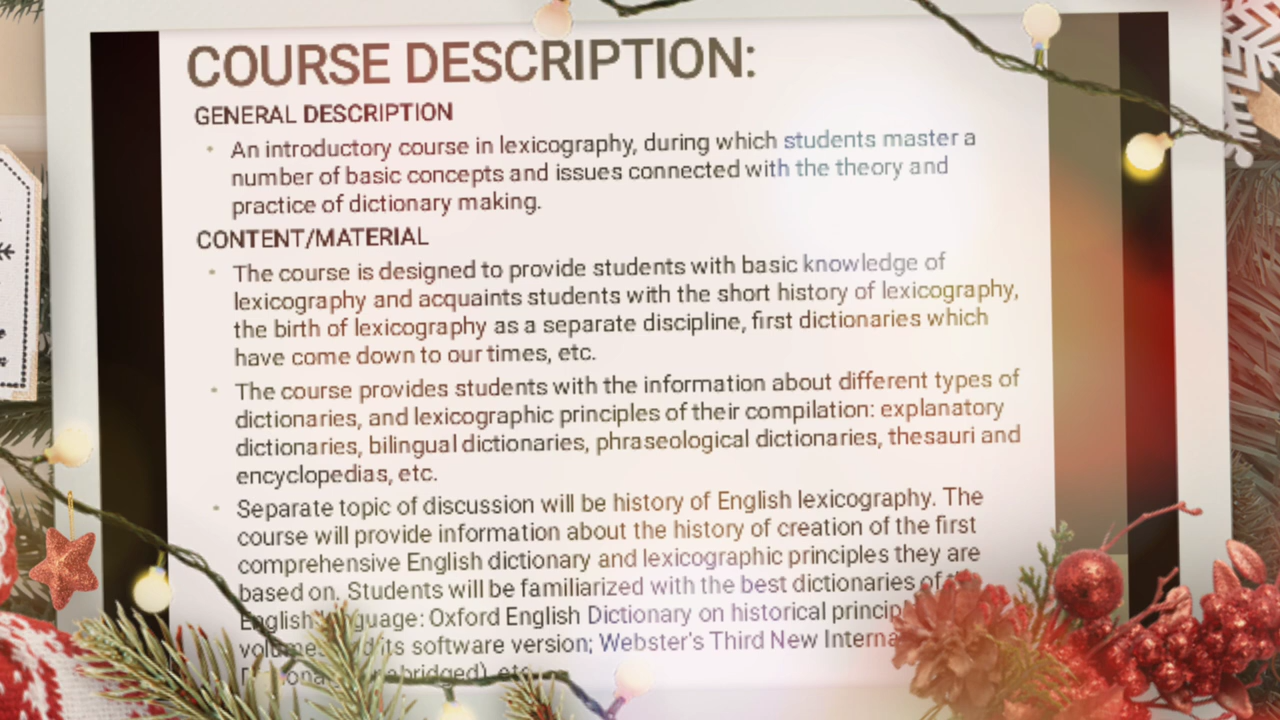 COURSE DESCRIPTION:
GENERAL DESCRIPTION
• An introductory course in lexicography, during which students master a
number of basic concepts and issues connected with the theory and
practice of dictionary making.
CONTENT/MATERIAL
• The course is designed to provide students with basic knowledge of
lexicography and acquaints students with the short history of lexicography,
the birth of lexicography as a separate discipline, first dictionaries which
have come down to our times, etc.
• The course provides students with the information about different types of
dictionaries, and lexicographic principles of their compilation: explanatory
dictionaries, bilingual dictionaries, phraseological dictionaries, thesauri and
encyclopedias, etc.
• Separate topic of discussion will be history of English lexicography. The
course will provide information about the history of creation of the first
comprehensive English dictionary and lexicographic principles they are
based on. Students will be familiarized with the best dictionaries of
English Oxford English Dictionary on historical
its software version; Webster's Third New
etc